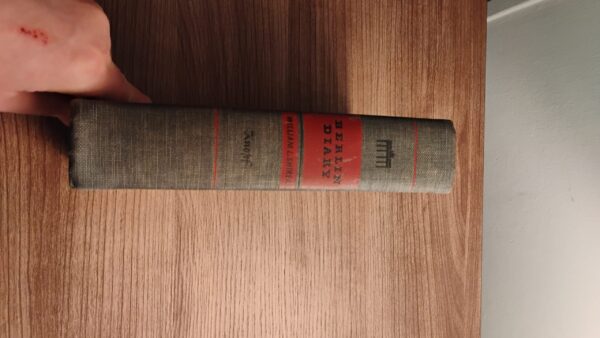 BERLIN
DIARY
WILLIAM L. SHIRER
Knopf